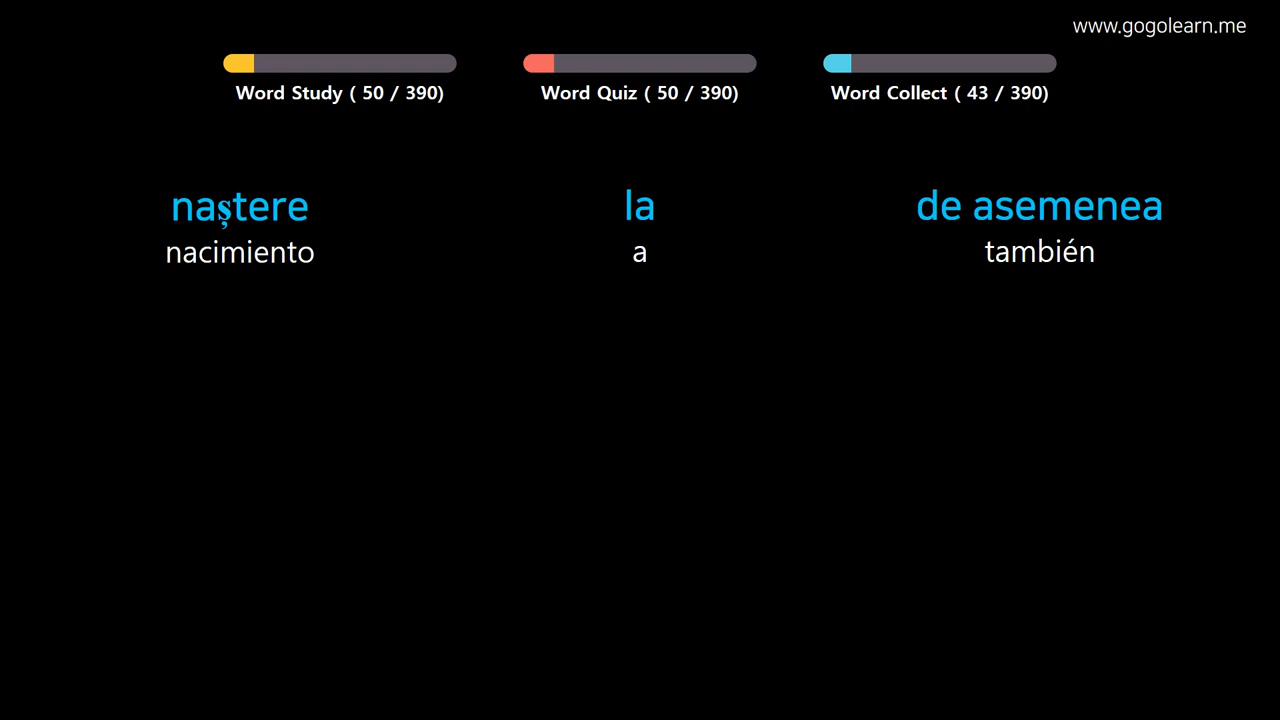 www.gogolearn.me
Word Study ( 50 / 390)
Word Quiz ( 50 / 390)
Word Collect ( 43 / 390)
naștere
la
de asemenea
nacimiento
a
también